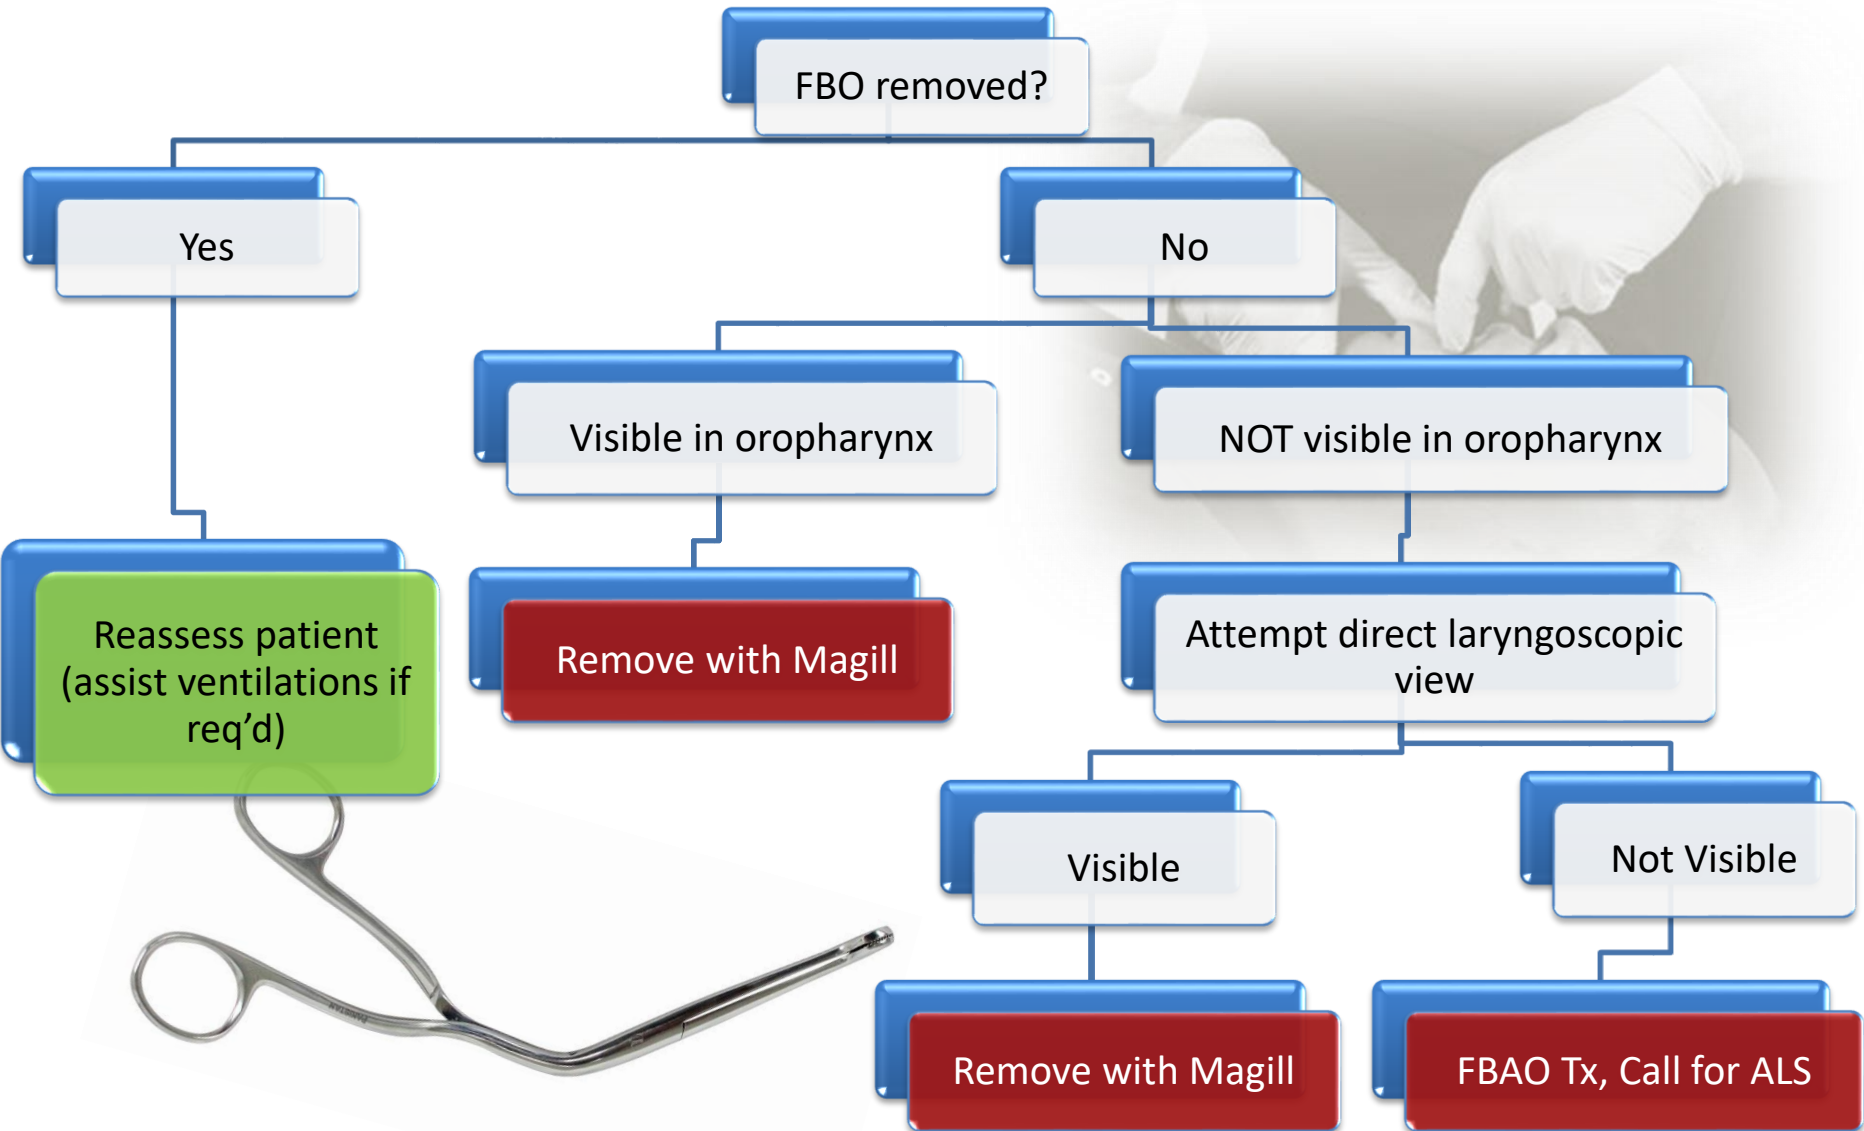 FBO removed?
Yes
No
Visible in oropharynx
NOT visible in oropharynx
Reassess patient
(assist ventilations if
req’d)
Remove with Magill
Attempt direct laryngoscopic
view
Visible
Not Visible
PAKISTAN
Remove with Magill
FBAO Tx, Call for ALS